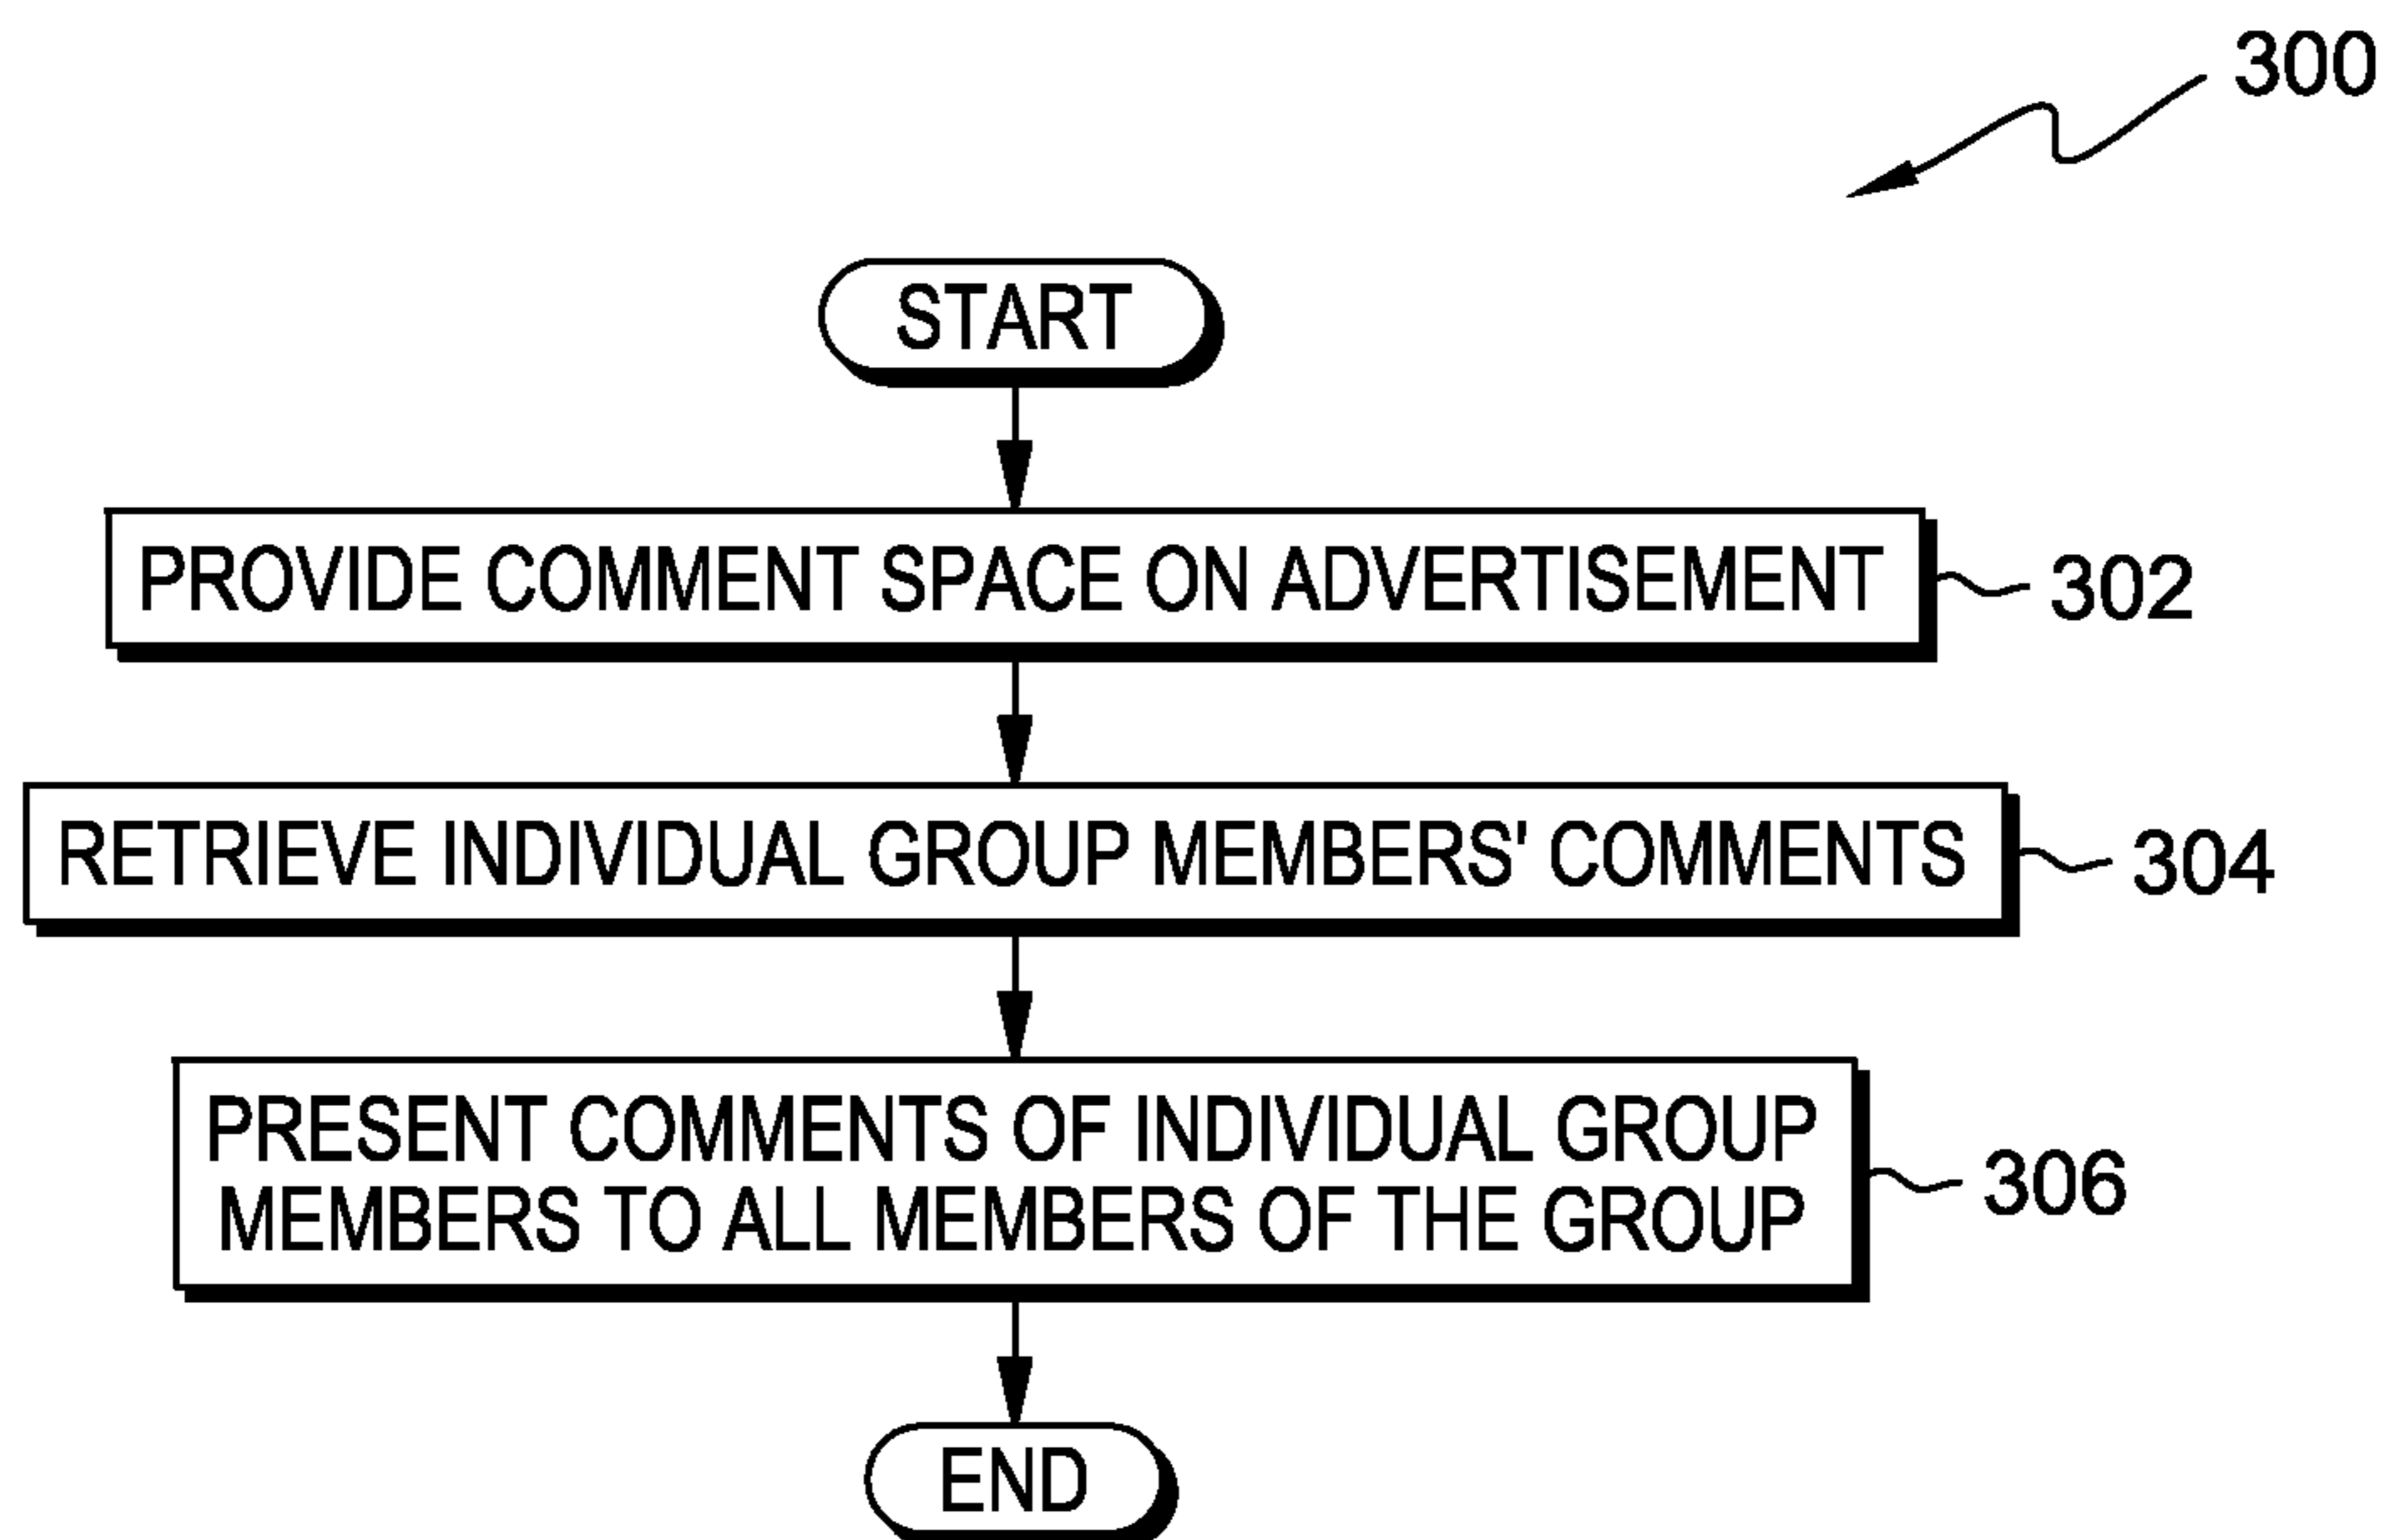 300
START
PROVIDE COMMENT SPACE ON ADVERTISEMENT
302
RETRIEVE INDIVIDUAL GROUP MEMBERS' COMMENTS
304
PRESENT COMMENTS OF INDIVIDUAL GROUP
MEMBERS TO ALL MEMBERS OF THE GROUP
306
END